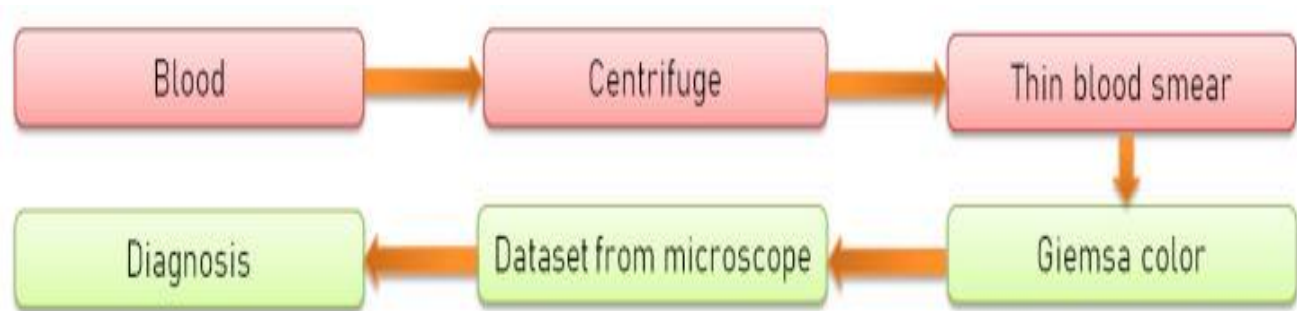 Blood
Centrifuge
Thin blood smear
Giemsa color
Dataset from microscope
Diagnosis